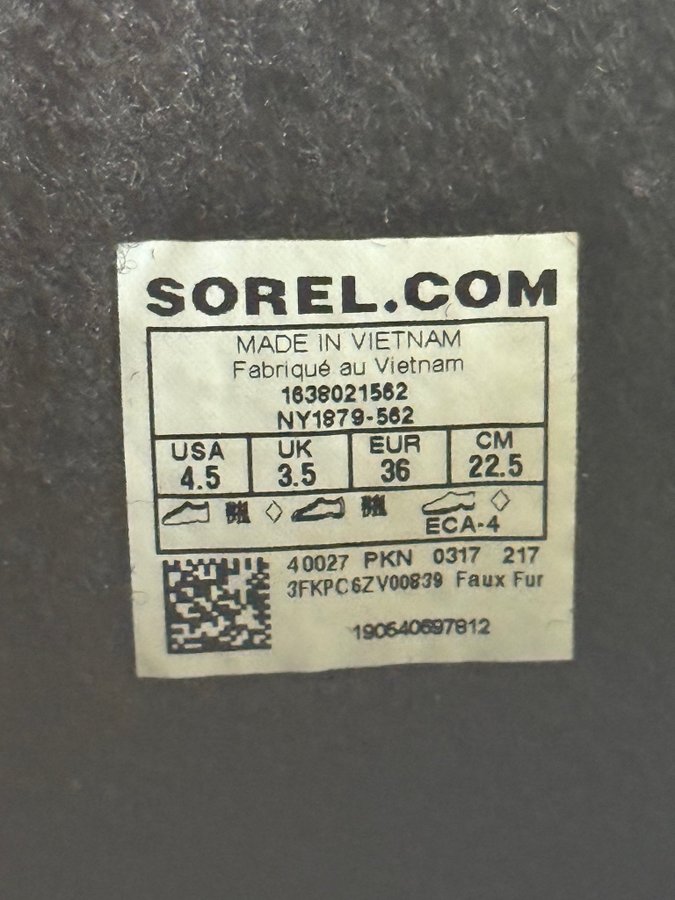 SOREL.COM
MADE IN VIETNAM
Fabriqué au Vietnam
1638021562
NY1879-562
USA UK EUR CM
4.5 3.5 36 22.5
ECA-4
40027 PKN 0317 217
3FKPC6ZV00839 Faux Fur
190540697812